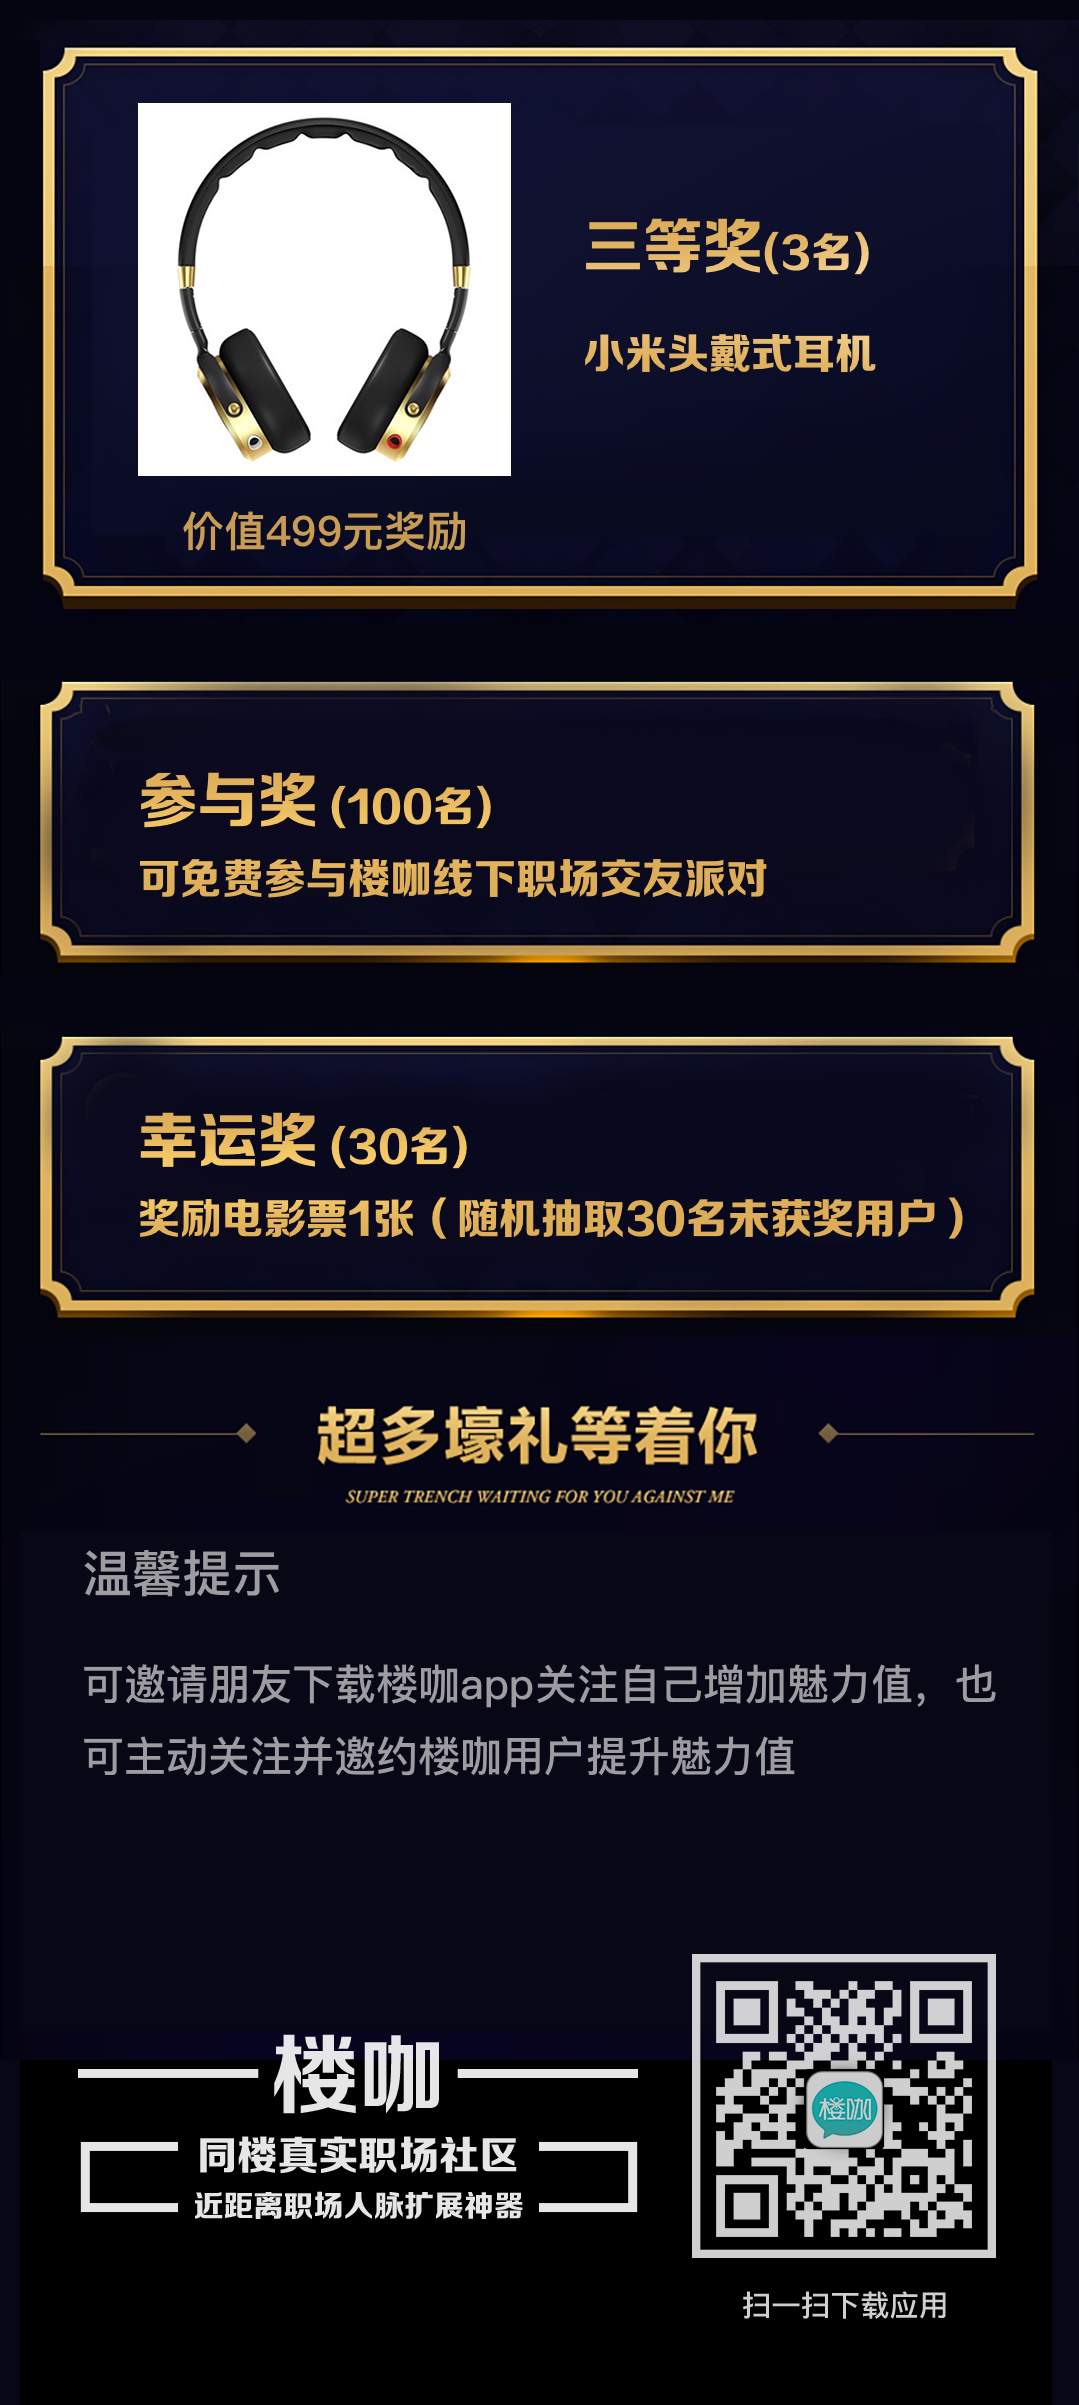 三等奖(3名)
小米头戴式耳机
价值499元奖励
参与奖(100名)
可免费参与楼咖线下职场交友派对
幸运奖(30名)
奖励电影票1张（随机抽取30名未获奖用户）
超多壕礼等着你
SUPER TRENCH WAITING FOR YOU AGAINST ME
温馨提示
可邀请朋友下载楼咖app关注自己增加魅力值，也
可主动关注并邀约楼咖用户提升魅力值
楼咖
同楼真实职场社区
近距离职场人脉扩展神器
楼咖
扫一扫下载应用